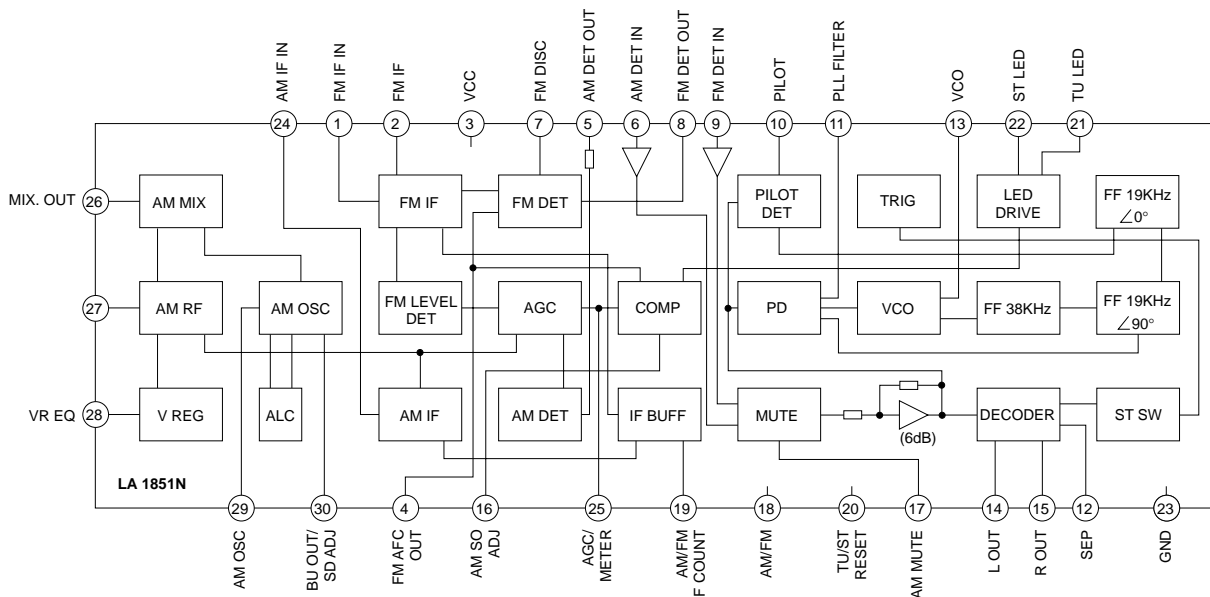 AM IF IN
FM IF IN
FM IF
VCC
FM DISC
AM DET OUT
AM DET IN
FM DET OUT
FM DET IN
PILOT
PLL FILTER
VCO
ST LED
TU LED
24
1
2
3
7
5
6
8
9
10
11
13
22
21
MIX. OUT
26
AM MIX
FM IF
FM DET
PILOT
DET
TRIG
LED
DRIVE
FF 19KHz
∠0°
27
AM RF
AM OSC
FM LEVEL
DET
AGC
COMP
PD
VCO
FF 38KHz
FF 19KHz
∠90°
VR EQ
28
V REG
ALC
AM IF
AM DET
IF BUFF
MUTE
(6dB)
DECODER
ST SW
LA 1851N
29
30
4
16
25
19
18
20
17
14
15
12
23
AM OSC
BU OUT/
SD ADJ
FM AFC
OUT
AM SO
ADJ
AGC/
METER
AM/FM
F COUNT
AM/FM
TU/ST
RESET
AM MUTE
L OUT
R OUT
SEP
GND